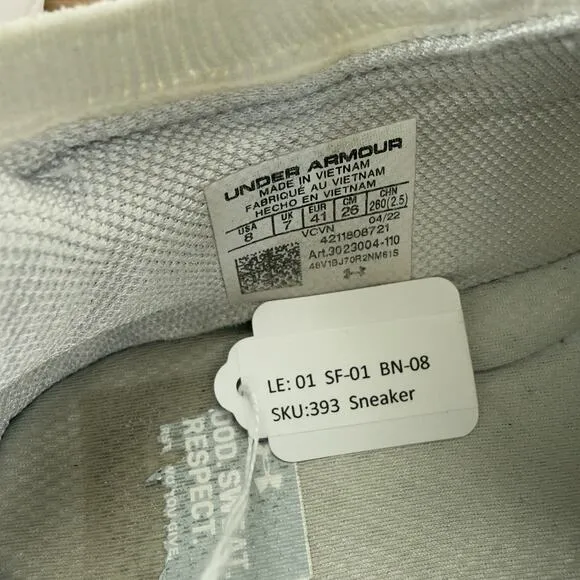 UNDER ARMOUR
MADE IN VIETNAM
FABRIQUÉ AU VIETNAM
HECHO EN VIETNAM
USA UK EUR CM CHN
8 7 41 26 260(2.5)
VCVN 04/22
4211808721
Art.3023004-110
48V1BJ70R2NM61S
LE: 01 SF-01 BN-08
SKU:393 Sneaker
RESPECT.